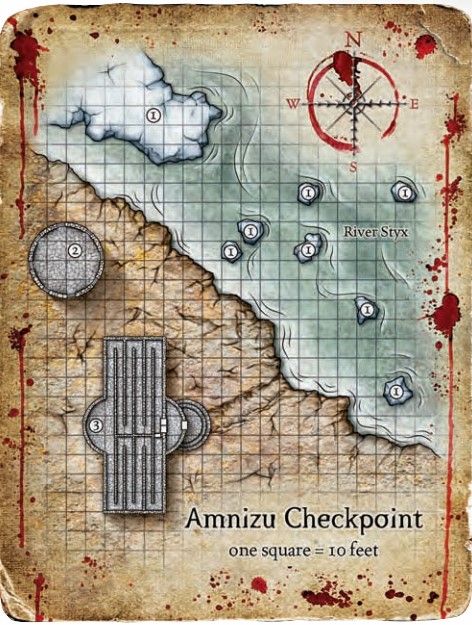 N
W
E
S
1
1
1
1
River Styx
2
1
1
1
1
3
Amnizu Checkpoint
one square = 10 feet